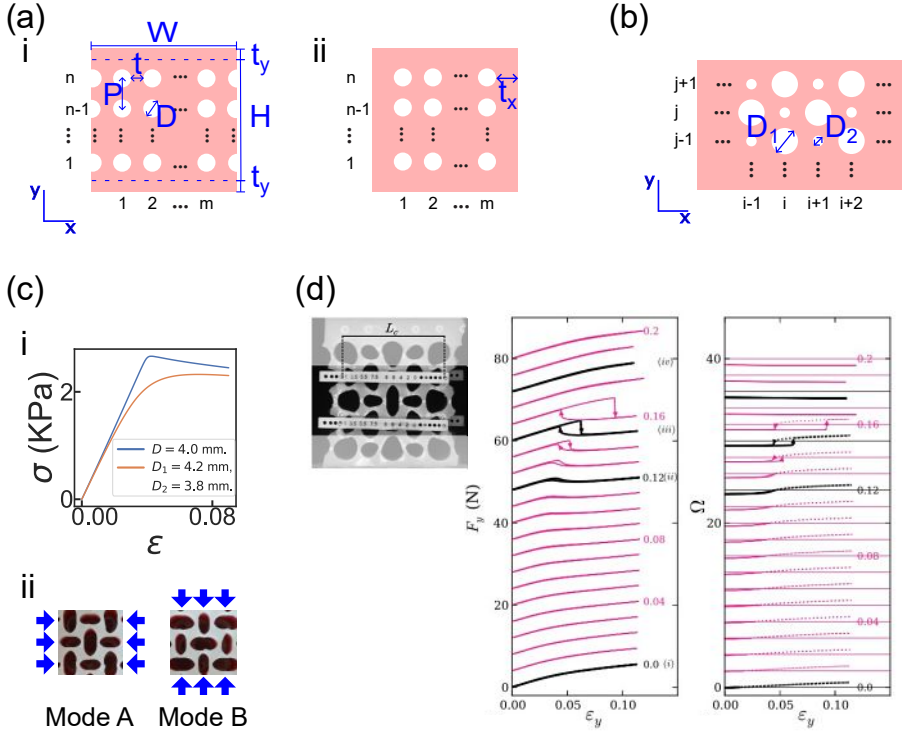 (a)
i
W
t_y
n
t
P
n-1
D
H
1
t_y
1 2 ••• m
y
x
ii
n
t_x
n-1
1
1 2 ••• m
(b)
j+1
j
j-1
D_1
D_2
i-1 i i+1 i+2
y
x
(c)
i
σ (KPa)
2
0
D = 4.0 mm.
D_1 = 4.2 mm,
D_2 = 3.8 mm.
0.00 0.08
ε
ii
Mode A
Mode B
(d)
L_c
F_y (N)
80
60
40
20
0
0.2
(iv)
0.16
(iii)
0.12 (ii)
0.08
0.04
0.0 (i)
0.00 0.05 0.10
ε_y
Ω
40
20
0
0.2
0.16
0.12
0.08
0.04
0.0
0.00 0.05 0.10
ε_y